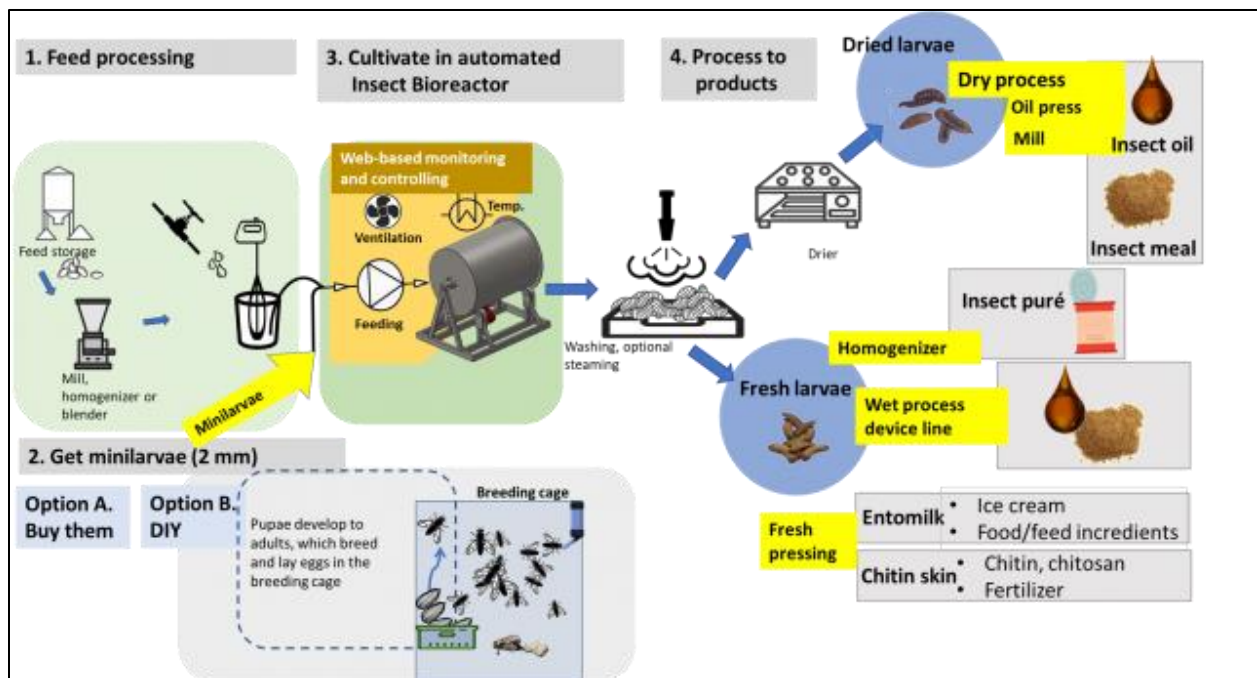 1. Feed processing
3. Cultivate in automated
Insect Bioreactor
4. Process to
products
Dried larvae
Dry process
Oil press
Mill
Insect oil
Insect meal
Web-based monitoring
and controlling
Temp.
Ventilation
Feeding
Feed storage
Mill,
homogenizer or
blender
Minilarvae
Washing, optional
steaming
Drier
Insect puré
Homogenizer
Fresh larvae
Wet process
device line
2. Get minilarvae (2 mm)
Option A.
Buy them
Option B.
DIY
Pupae develop to
adults, which breed
and lay eggs in the
breeding cage
Breeding cage
Fresh
pressing
Entomilk
• Ice cream
• Food/feed incredients
Chitin skin
• Chitin, chitosan
• Fertilizer